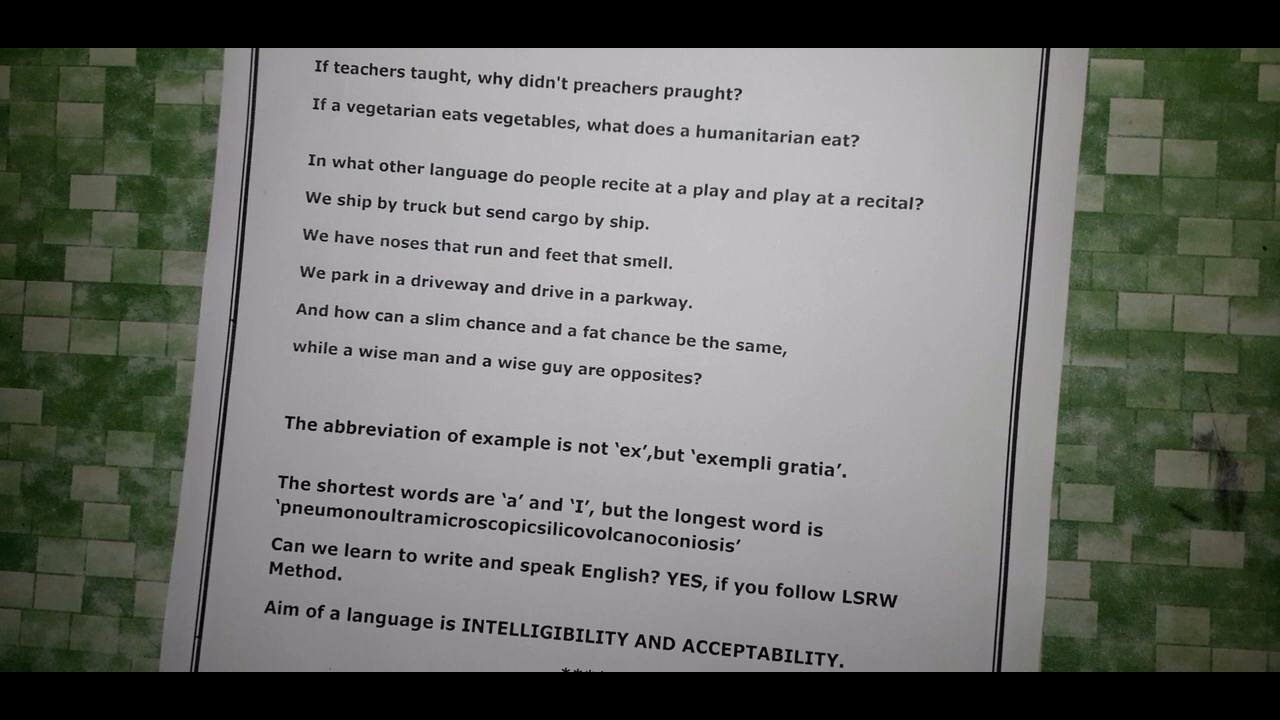 If teachers taught, why didn't preachers praught?
If a vegetarian eats vegetables, what does a humanitarian eat?
In what other language do people recite at a play and play at a recital?
We ship by truck but send cargo by ship.
We have noses that run and feet that smell.
We park in a driveway and drive in a parkway.
And how can a slim chance and a fat chance be the same,
while a wise man and a wise guy are opposites?
The abbreviation of example is not ‘ex’,but ‘exempli gratia’.
The shortest words are ‘a’ and ‘I’, but the longest word is
‘pneumonoultramicroscopicsilicovolcanoconiosis’
Can we learn to write and speak English? YES, if you follow LSRW
Method.
Aim of a language is INTELLIGIBILITY AND ACCEPTABILITY.